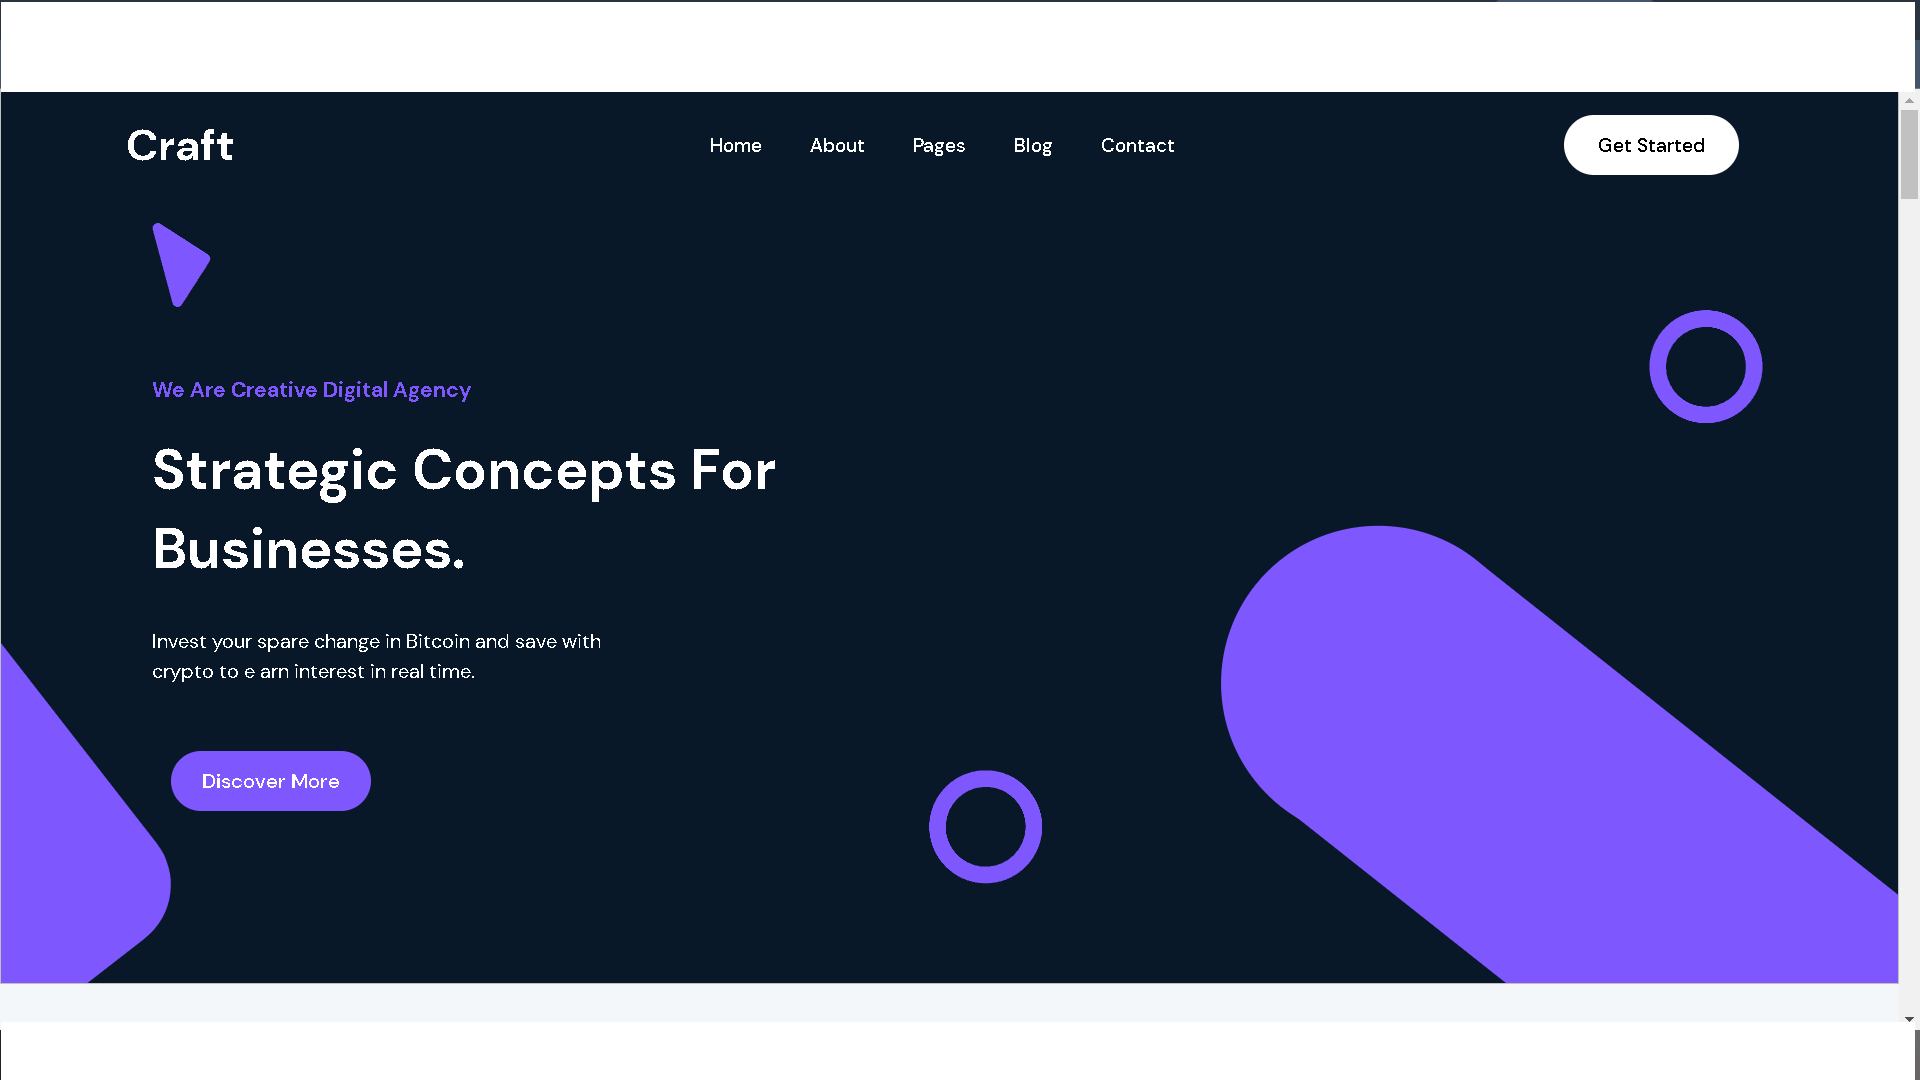 Craft
Home About Pages Blog Contact
Get Started
We Are Creative Digital Agency
Strategic Concepts For
Businesses.
Invest your spare change in Bitcoin and save with
crypto to e arn interest in real time.
Discover More